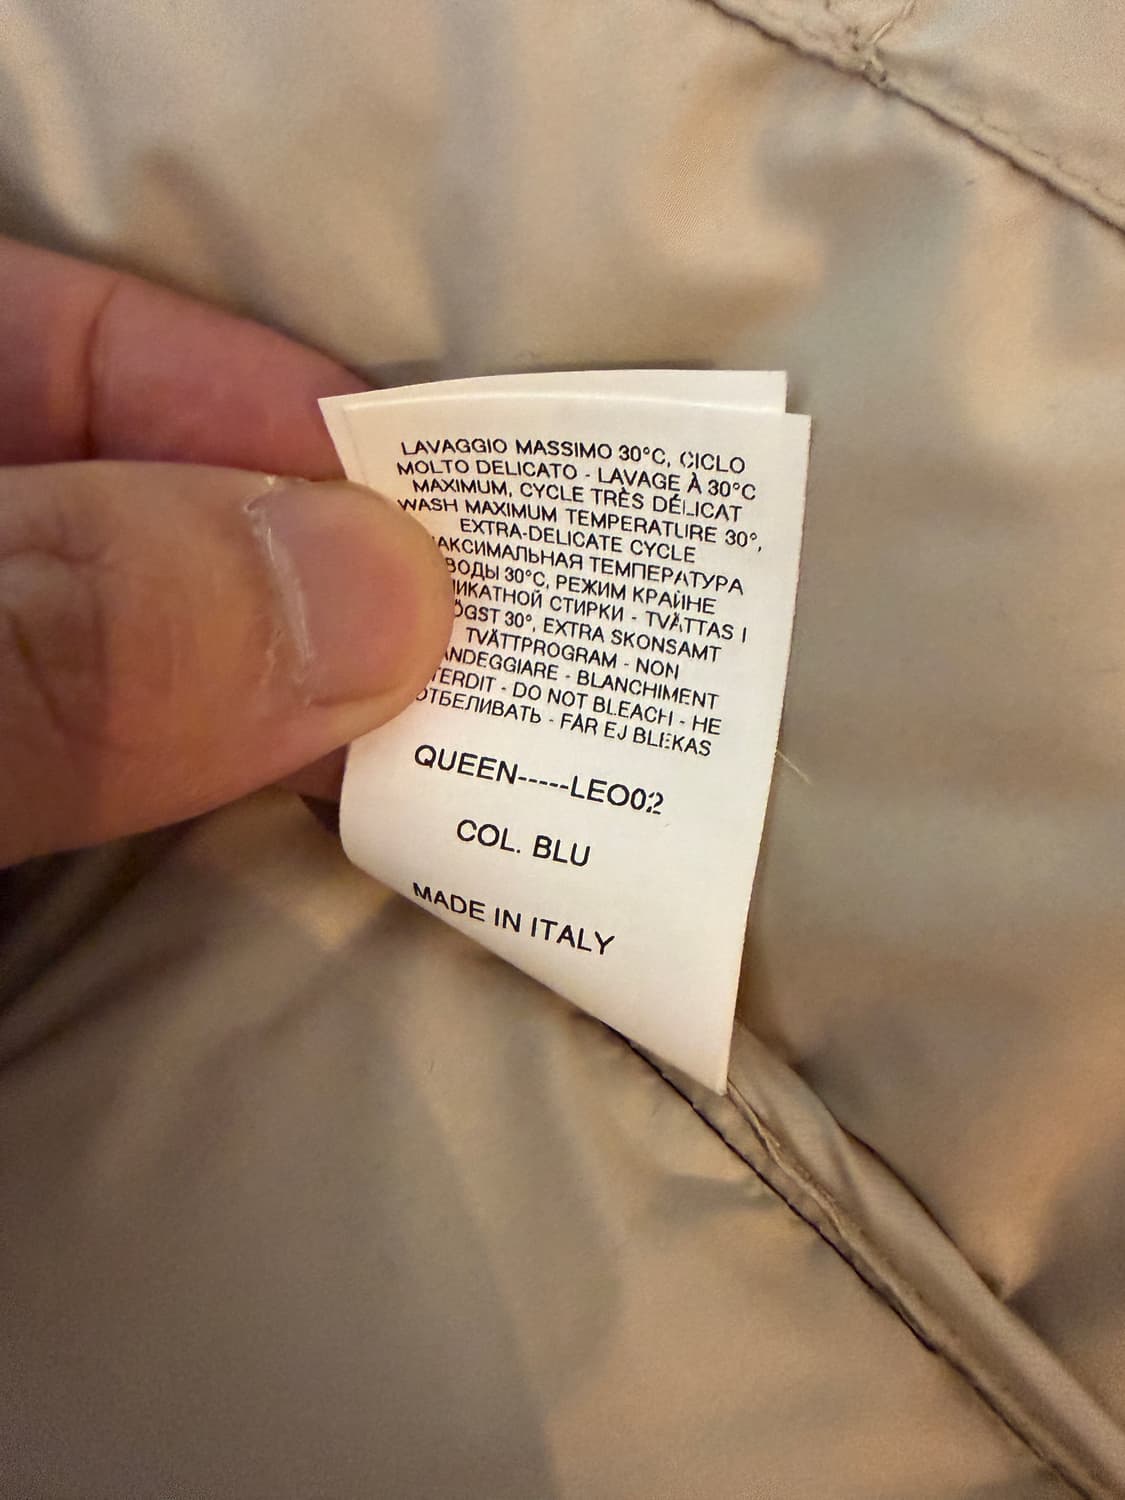 LAVAGGIO MASSIMO 30°C, CICLO
MOLTO DELICATO - LAVAGE À 30°C
MAXIMUM, CYCLE TRÈS DÉLICAT
WASH MAXIMUM TEMPERATURE 30°,
EXTRA-DELICATE CYCLE
АКСИМАЛЬНАЯ ТЕМПЕРАТУРА
ВОДЫ 30°C, РЕЖИМ КРАЙНЕ
ИКАТНОЙ СТИРКИ - TVÄTTAS I
ÖGST 30°, EXTRA SKONSAMT
TVÄTTPROGRAM - NON
ANDEGGIARE - BLANCHIMENT
TERDIT - DO NOT BLEACH - НЕ
ОТБЕЛИВАТЬ - FÅR EJ BLEKAS
QUEEN-----LEO02
COL. BLU
MADE IN ITALY